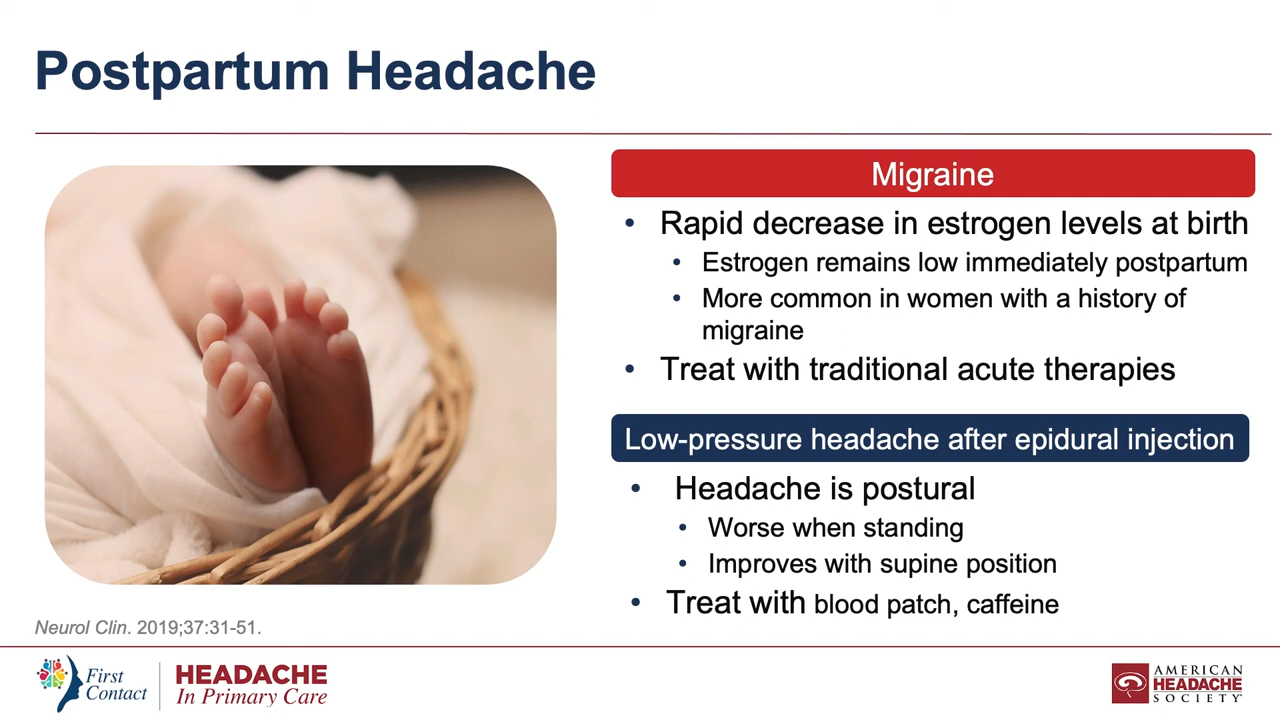 Postpartum Headache
Migraine
• Rapid decrease in estrogen levels at birth
• Estrogen remains low immediately postpartum
• More common in women with a history of
migraine
• Treat with traditional acute therapies
Low-pressure headache after epidural injection
• Headache is postural
• Worse when standing
• Improves with supine position
• Treat with blood patch, caffeine
Neurol Clin. 2019;37:31-51.
First
Contact
HEADACHE
In Primary Care
AMERICAN
HEADACHE
SOCIETY